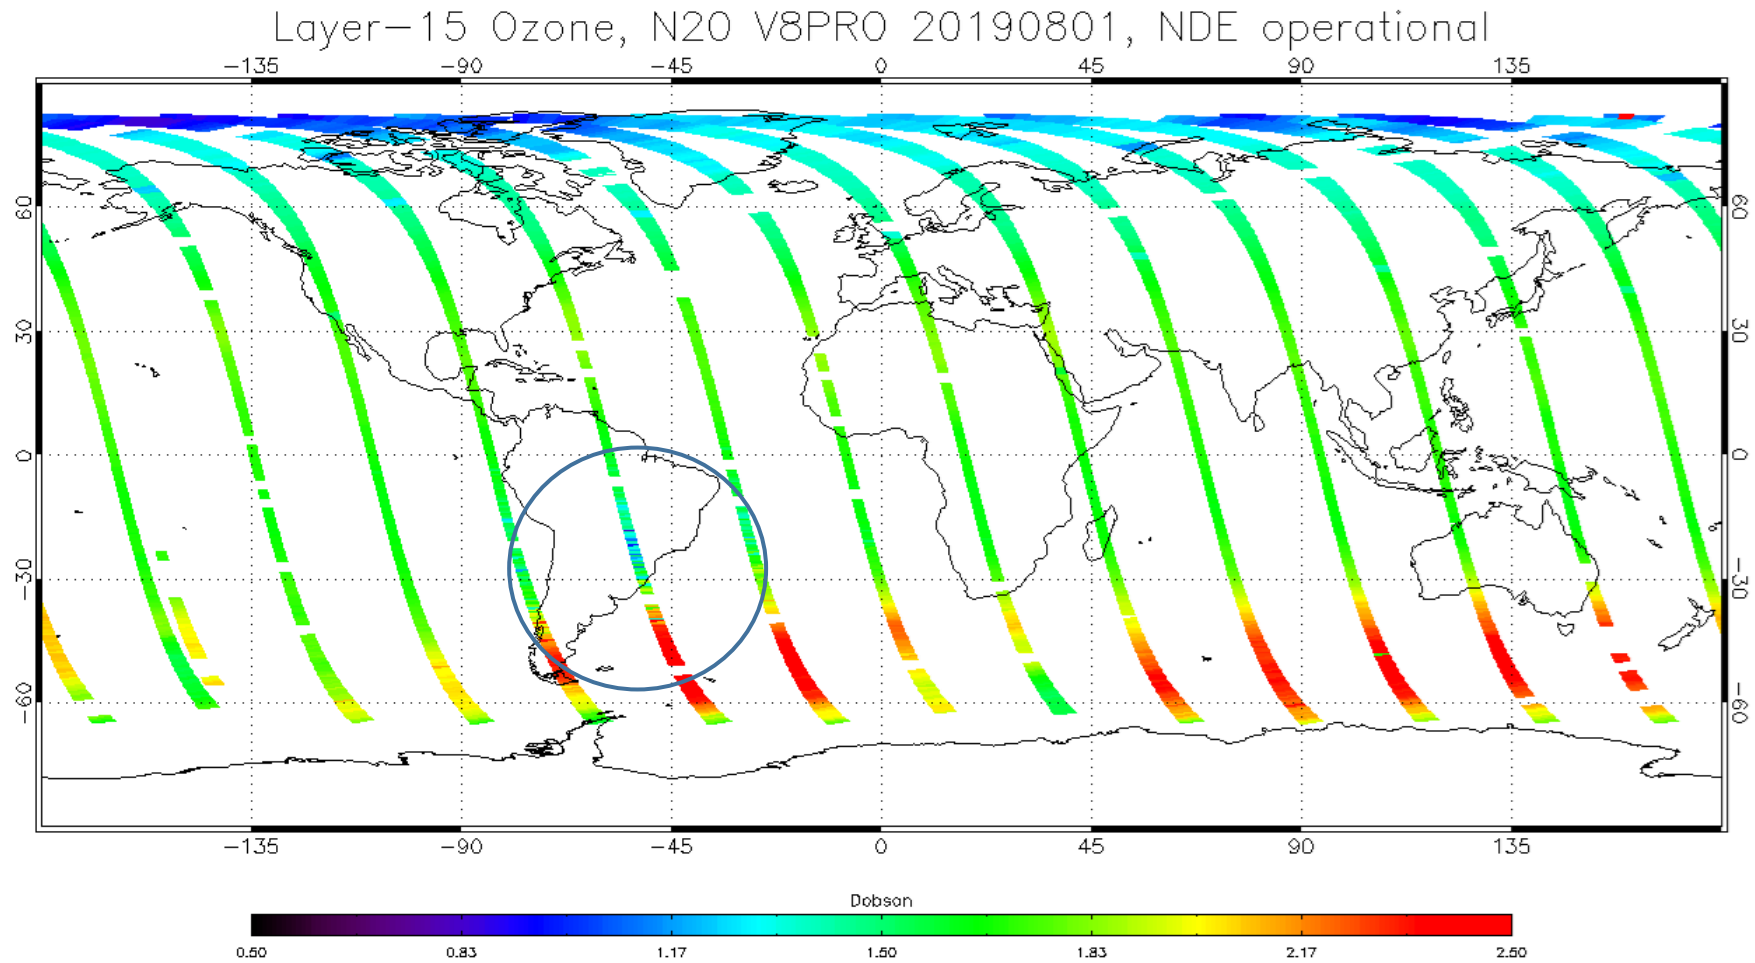 Layer-15 Ozone, N20 V8PRO 20190801, NDE operational
-135 -90 -45 0 45 90 135
60 60
30 30
0 0
-30 -30
-60 -60
-135 -90 -45 0 45 90 135
Dobson
0.50 0.83 1.17 1.50 1.83 2.17 2.50